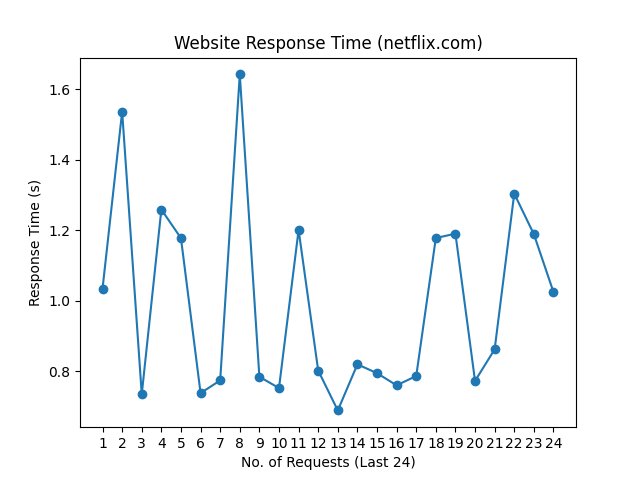 Website Response Time (netflix.com)
1.6
1.4
1.2
1.0
0.8
Response Time (s)
1 2 3 4 5 6 7 8 9 10 11 12 13 14 15 16 17 18 19 20 21 22 23 24
No. of Requests (Last 24)